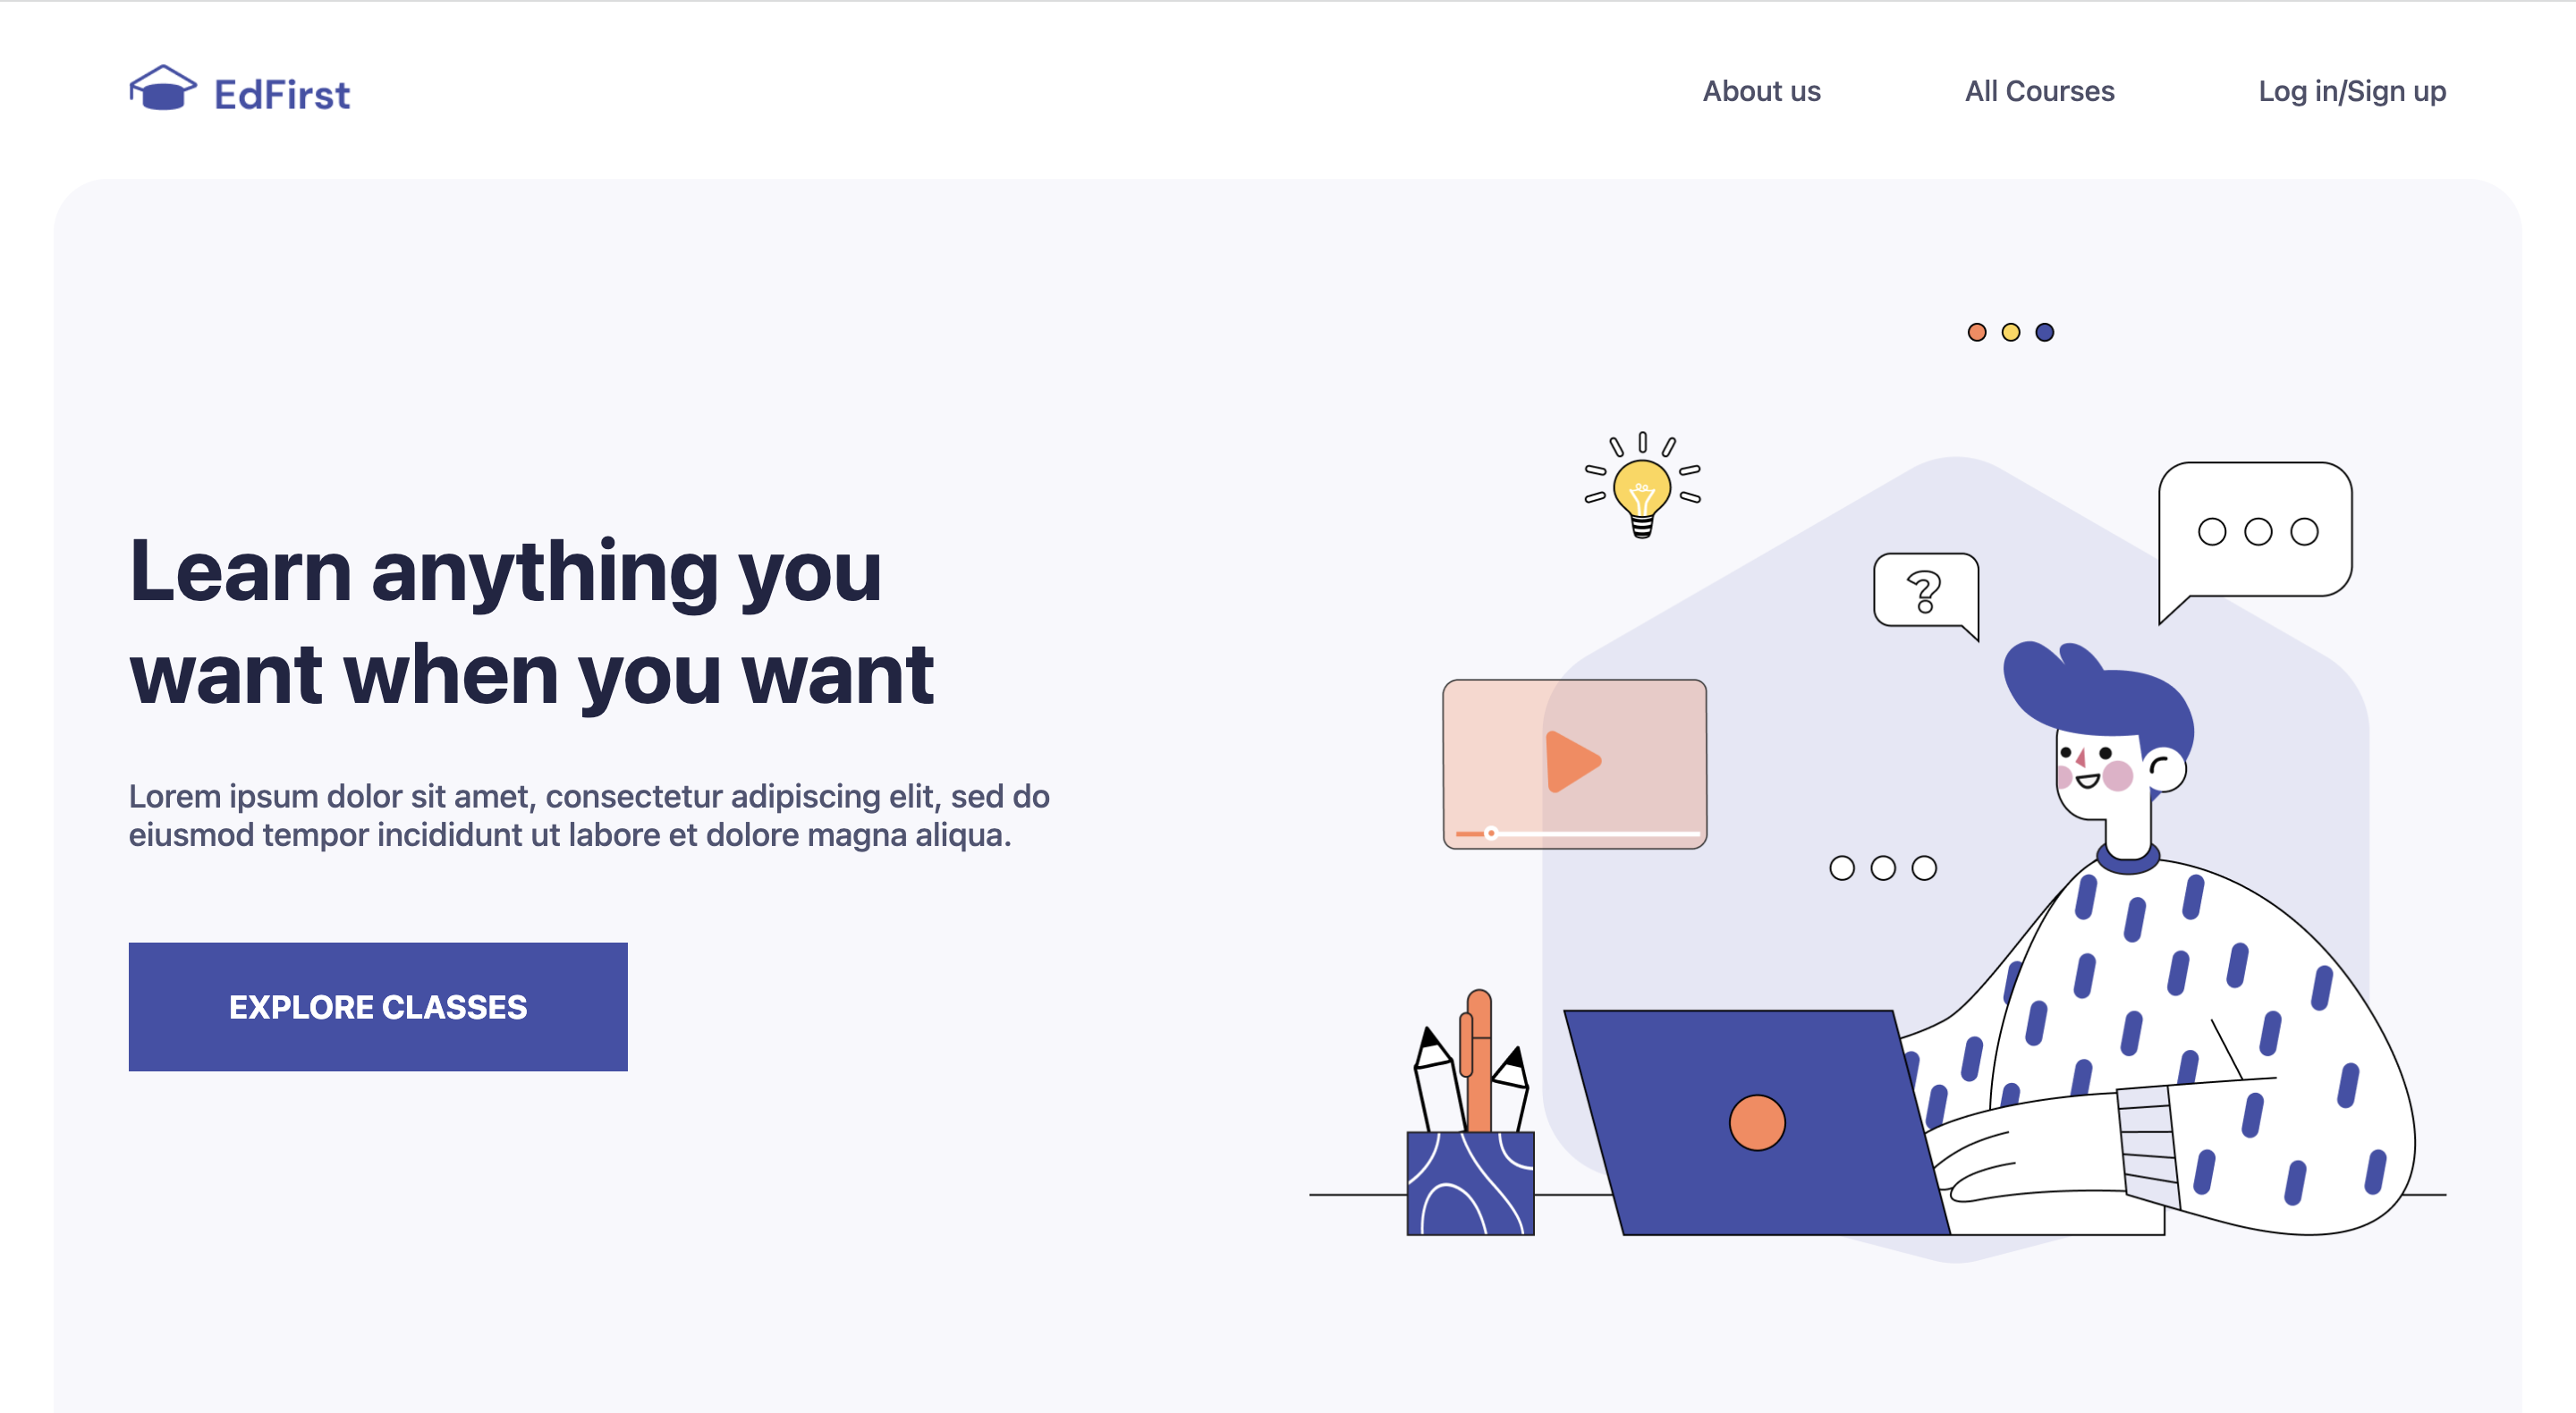 EdFirst
About us
All Courses
Log in/Sign up
Learn anything you
want when you want
Lorem ipsum dolor sit amet, consectetur adipiscing elit, sed do
eiusmod tempor incididunt ut labore et dolore magna aliqua.
EXPLORE CLASSES
?